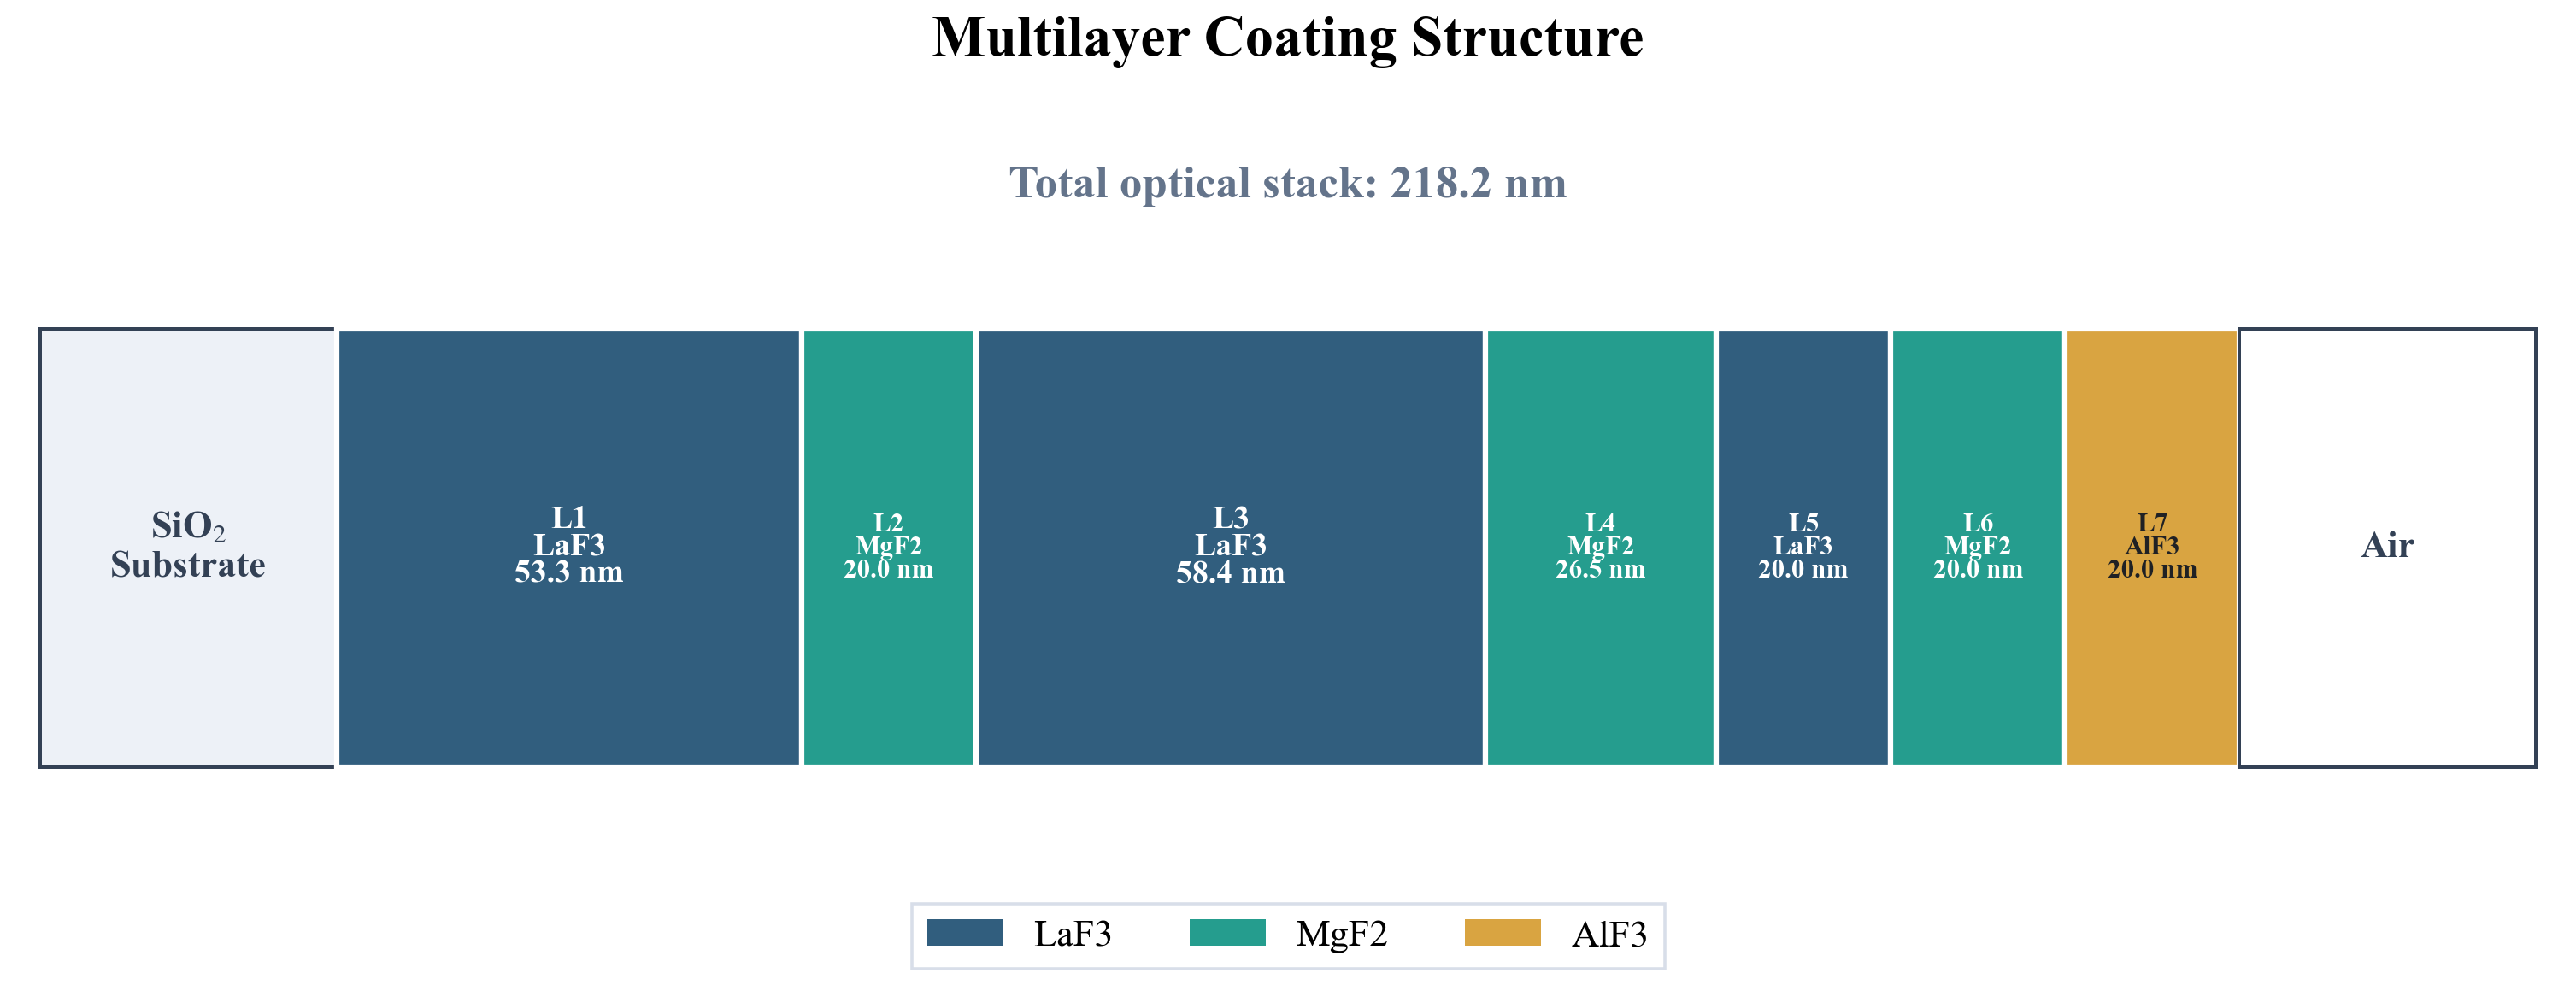 Multilayer Coating Structure
Total optical stack: 218.2 nm
SiO₂
Substrate
L1
LaF3
53.3 nm
L2
MgF2
20.0 nm
L3
LaF3
58.4 nm
L4
MgF2
26.5 nm
L5
LaF3
20.0 nm
L6
MgF2
20.0 nm
L7
AlF3
20.0 nm
Air
LaF3
MgF2
AlF3